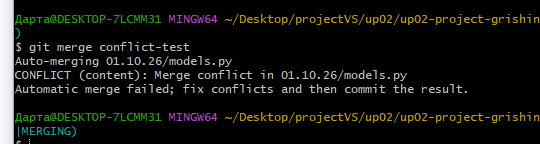 Дарта@DESKTOP-7LCMM31 MINGW64 ~/Desktop/projectVS/up02/up02-project-grishin
)
$ git merge conflict-test
Auto-merging 01.10.26/models.py
CONFLICT (content): Merge conflict in 01.10.26/models.py
Automatic merge failed; fix conflicts and then commit the result.
Дарта@DESKTOP-7LCMM31 MINGW64 ~/Desktop/projectVS/up02/up02-project-grishin
|MERGING)
$